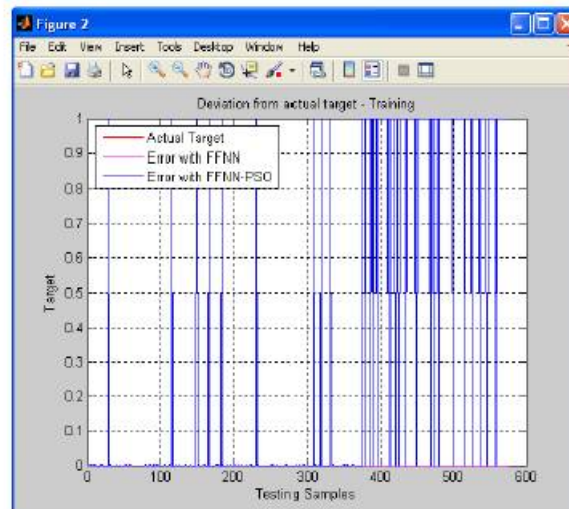 Figure 2
File Edit View Insert Tools Desktop Window Help
Deviation from actual target - Training
Actual Target
Error with FFNN
Error with FFNN-PSO
1
0.9
0.8
0.7
0.6
0.5
0.4
0.3
0.2
0.1
0
Target
0 100 200 300 400 500 600
Testing Samples